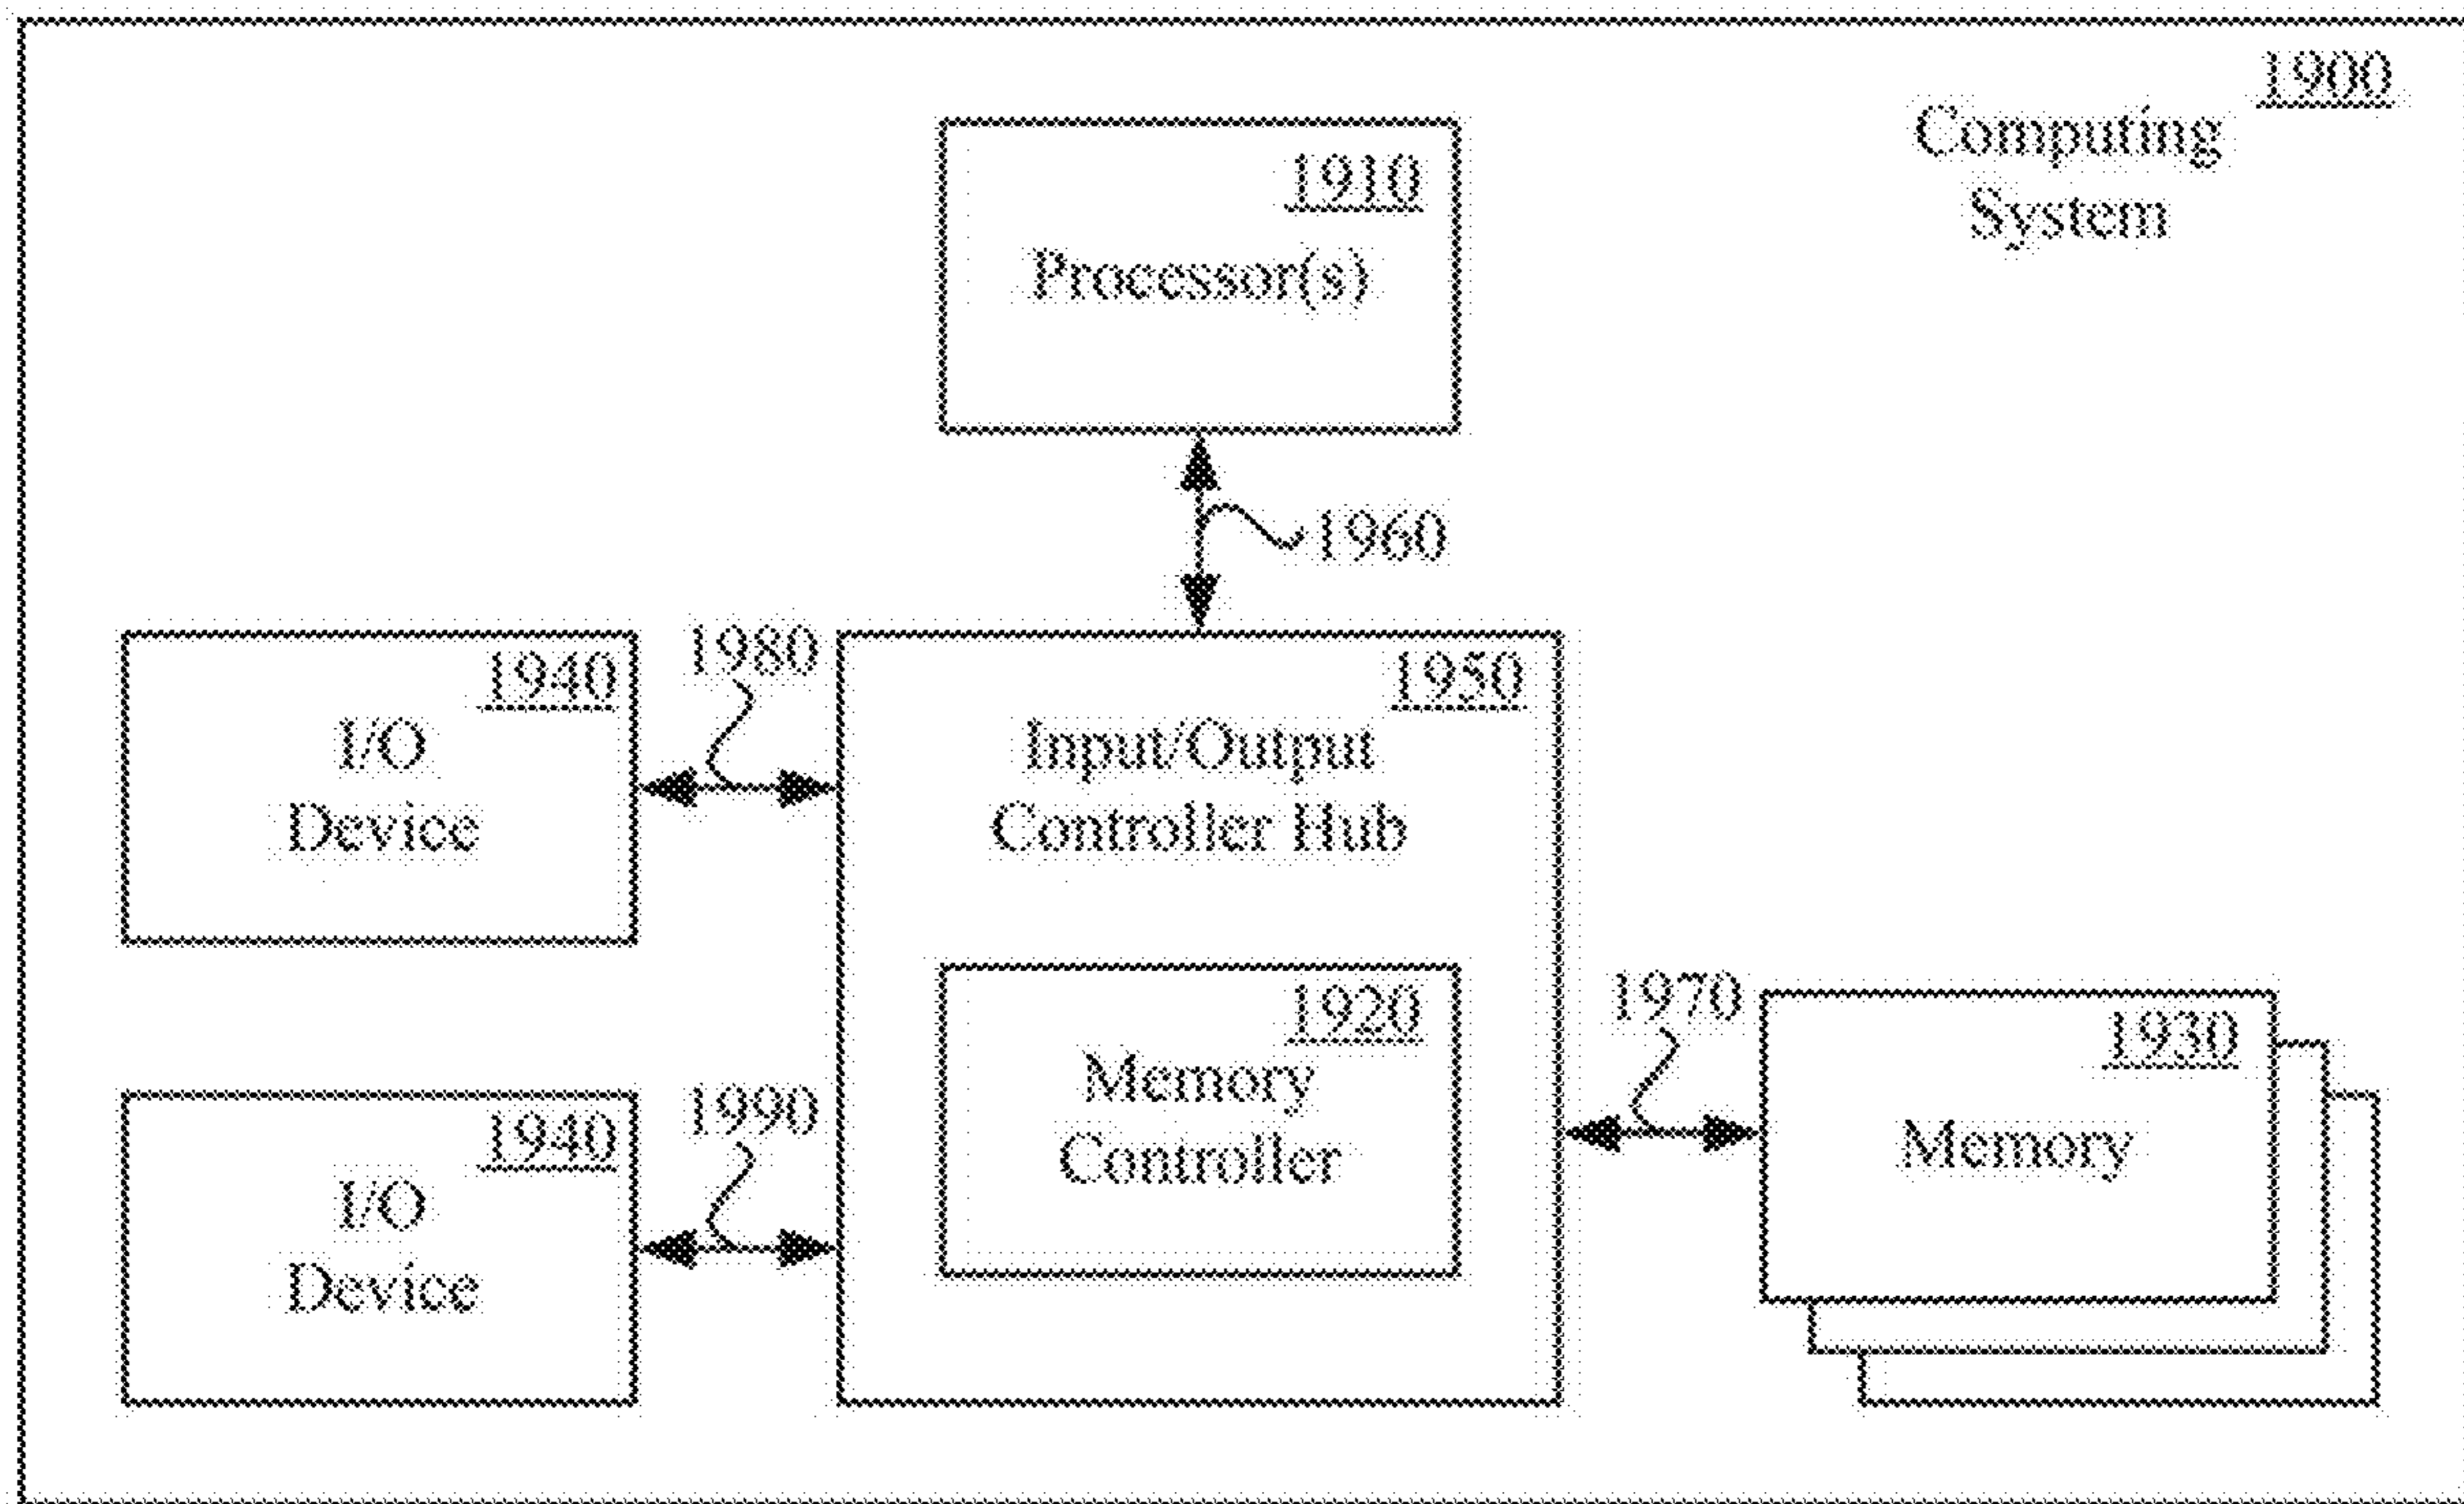 1900
Computing
System
1910
Processor(s)
1960
1940
I/O
Device
1980
1950
Input/Output
Controller Hub
1920
Memory
Controller
1970
1930
Memory
1940
I/O
Device
1990